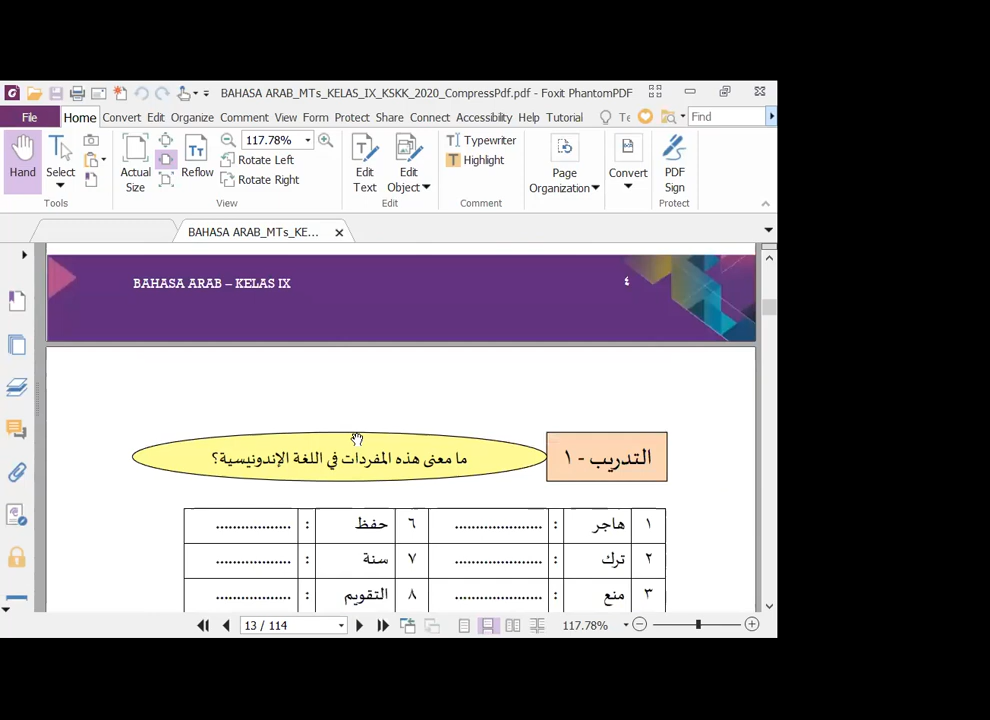 BAHASA ARAB_MTs_KELAS_IX_KSKK_2020_CompressPdf.pdf - Foxit PhantomPDF
File Home Convert Edit Organize Comment View Form Protect Share Connect Accessibility Help Tutorial Te Find
117.78%
Rotate Left
Rotate Right
Typewriter
Highlight
Hand Select Actual Size Reflow Edit Text Edit Object Page Organization Convert PDF Sign
Tools View Edit Comment Protect
BAHASA ARAB_MTs_KE...
BAHASA ARAB – KELAS IX ٤
التدريب - ١
ما معنى هذه المفردات في اللغة الإندونيسية؟
١ هاجر : ..................... ٦ حفظ : ..................
٢ ترك : ..................... ٧ سنة : ..................
٣ منع : ..................... ٨ التقويم : ..................
13 / 114 117.78%